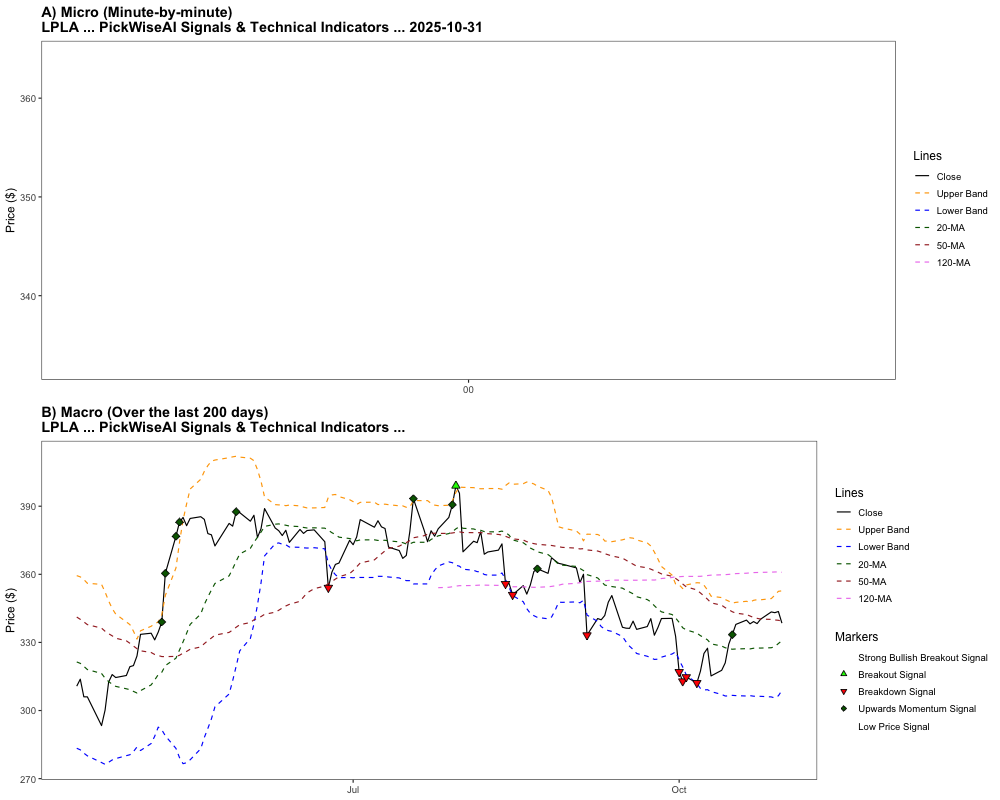 A) Micro (Minute-by-minute)
LPLA ... PickWiseAI Signals & Technical Indicators ... 2025-10-31
Price ($)
360
350
340
00
Lines
Close
Upper Band
Lower Band
20-MA
50-MA
120-MA
B) Macro (Over the last 200 days)
LPLA ... PickWiseAI Signals & Technical Indicators ...
Price ($)
390
360
330
300
270
Jul
Oct
Lines
Close
Upper Band
Lower Band
20-MA
50-MA
120-MA
Markers
Strong Bullish Breakout Signal
Breakout Signal
Breakdown Signal
Upwards Momentum Signal
Low Price Signal